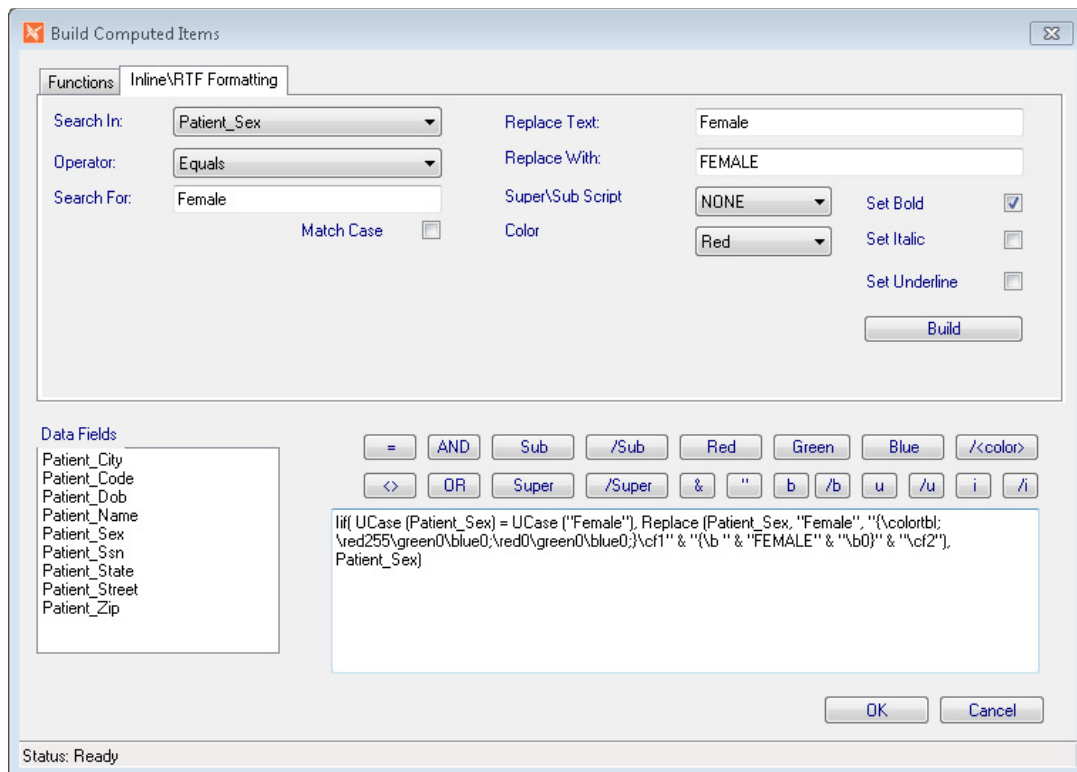 Build Computed Items
Functions
Inline\RTF Formatting
Search In:
Patient_Sex
Replace Text:
Female
Operator:
Equals
Replace With:
FEMALE
Search For:
Female
Super\Sub Script
NONE
Set Bold
Match Case
Color
Red
Set Italic
Set Underline
Build
Data Fields
Patient_City
Patient_Code
Patient_Dob
Patient_Name
Patient_Sex
Patient_Ssn
Patient_State
Patient_Street
Patient_Zip
= AND Sub /Sub Red Green Blue /<color>
<> OR Super /Super & " b /b u /u i /i
Iif( UCase (Patient_Sex) = UCase ("Female"), Replace (Patient_Sex, "Female", "{\colortbl;
\red255\green0\blue0;\red0\green0\blue0;}\cf1" & "{\b " & "FEMALE" & "\b0}" & "\cf2"),
Patient_Sex)
OK Cancel
Status: Ready